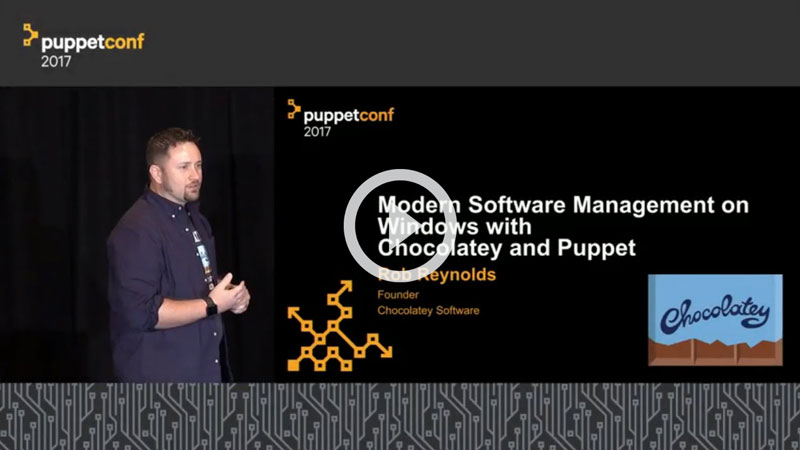 puppetconf
2017
puppetconf
2017
Modern Software Management on
Windows with
Chocolatey and Puppet
Rob Reynolds
Founder
Chocolatey Software
Chocolatey